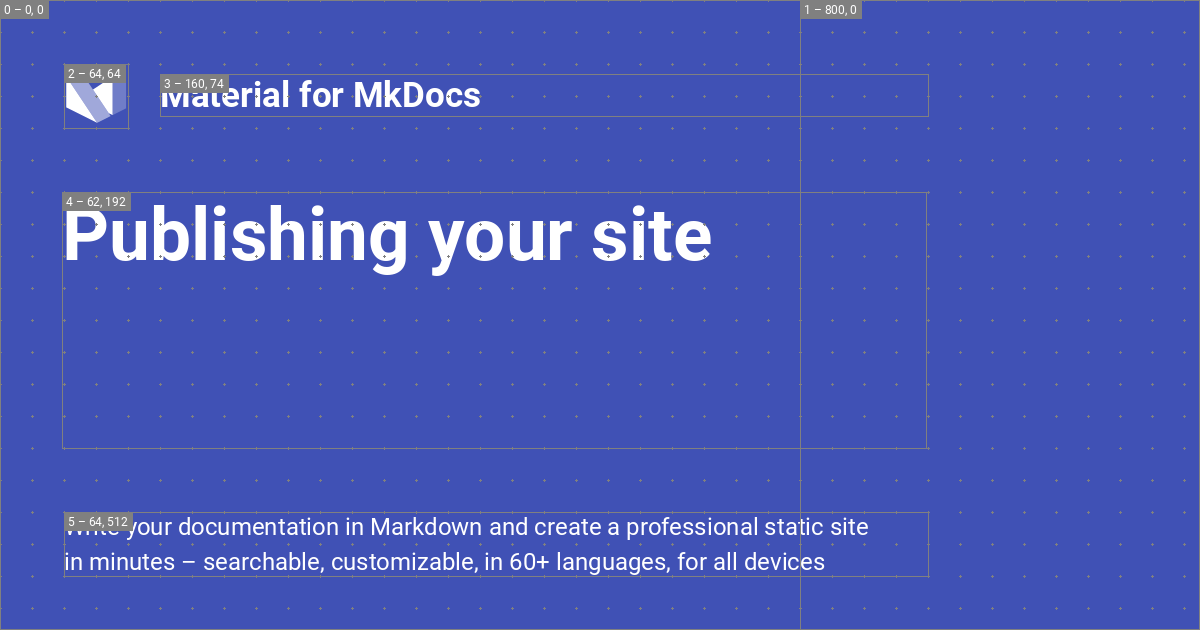 0 – 0, 0
1 – 800, 0
2 – 64, 64
3 – 160, 74
Material for MkDocs
4 – 62, 192
Publishing your site
5 – 64, 512
Write your documentation in Markdown and create a professional static site
in minutes – searchable, customizable, in 60+ languages, for all devices